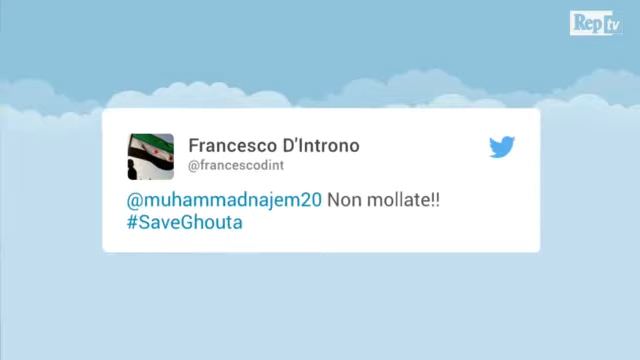 Rep tv
Francesco D'Introno
@francescodint
@muhammadnajem20 Non mollate!!
#SaveGhouta